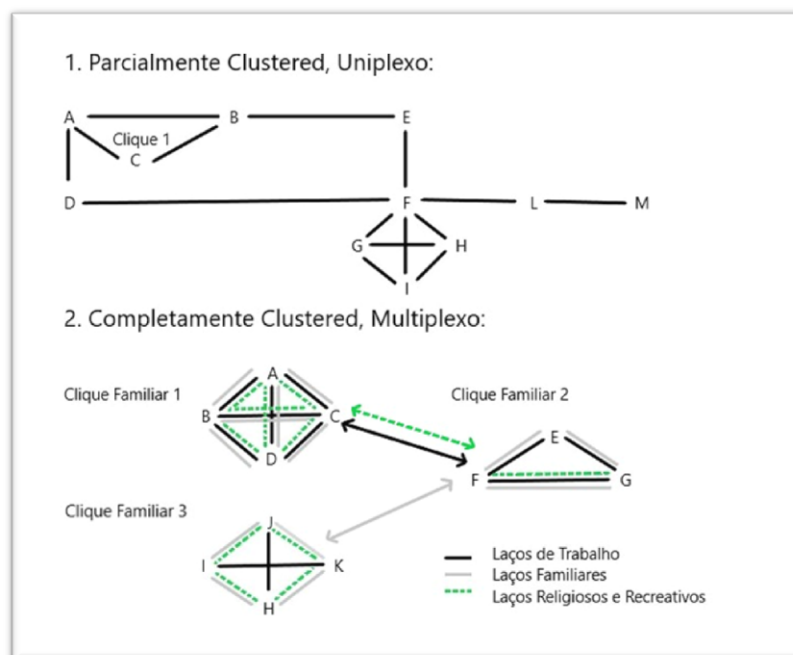 1. Parcialmente Clustered, Uniplexo:
A B E
Clique 1
C
D F L M
G H
I
2. Completamente Clustered, Multiplexo:
A
Clique Familiar 1 Clique Familiar 2
B C
E
D
F G
Clique Familiar 3
J
I K
H
Laços de Trabalho
Laços Familiares
Laços Religiosos e Recreativos